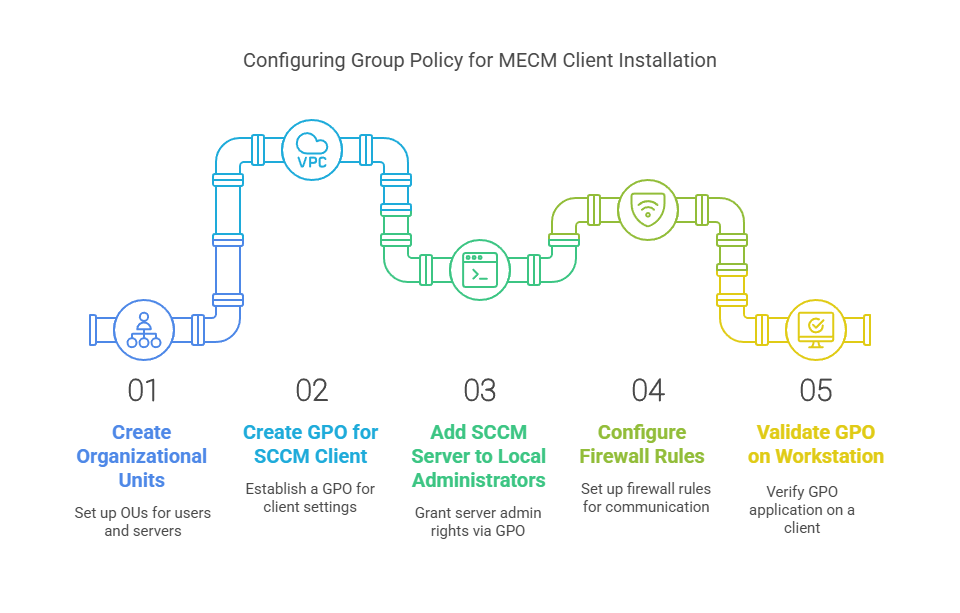 Configuring Group Policy for MECM Client Installation
VPC
01
Create
Organizational
Units
Set up OUs for users
and servers
02
Create GPO for
SCCM Client
Establish a GPO for
client settings
03
Add SCCM
Server to Local
Administrators
Grant server admin
rights via GPO
04
Configure
Firewall Rules
Set up firewall rules
for communication
05
Validate GPO
on Workstation
Verify GPO
application on a
client